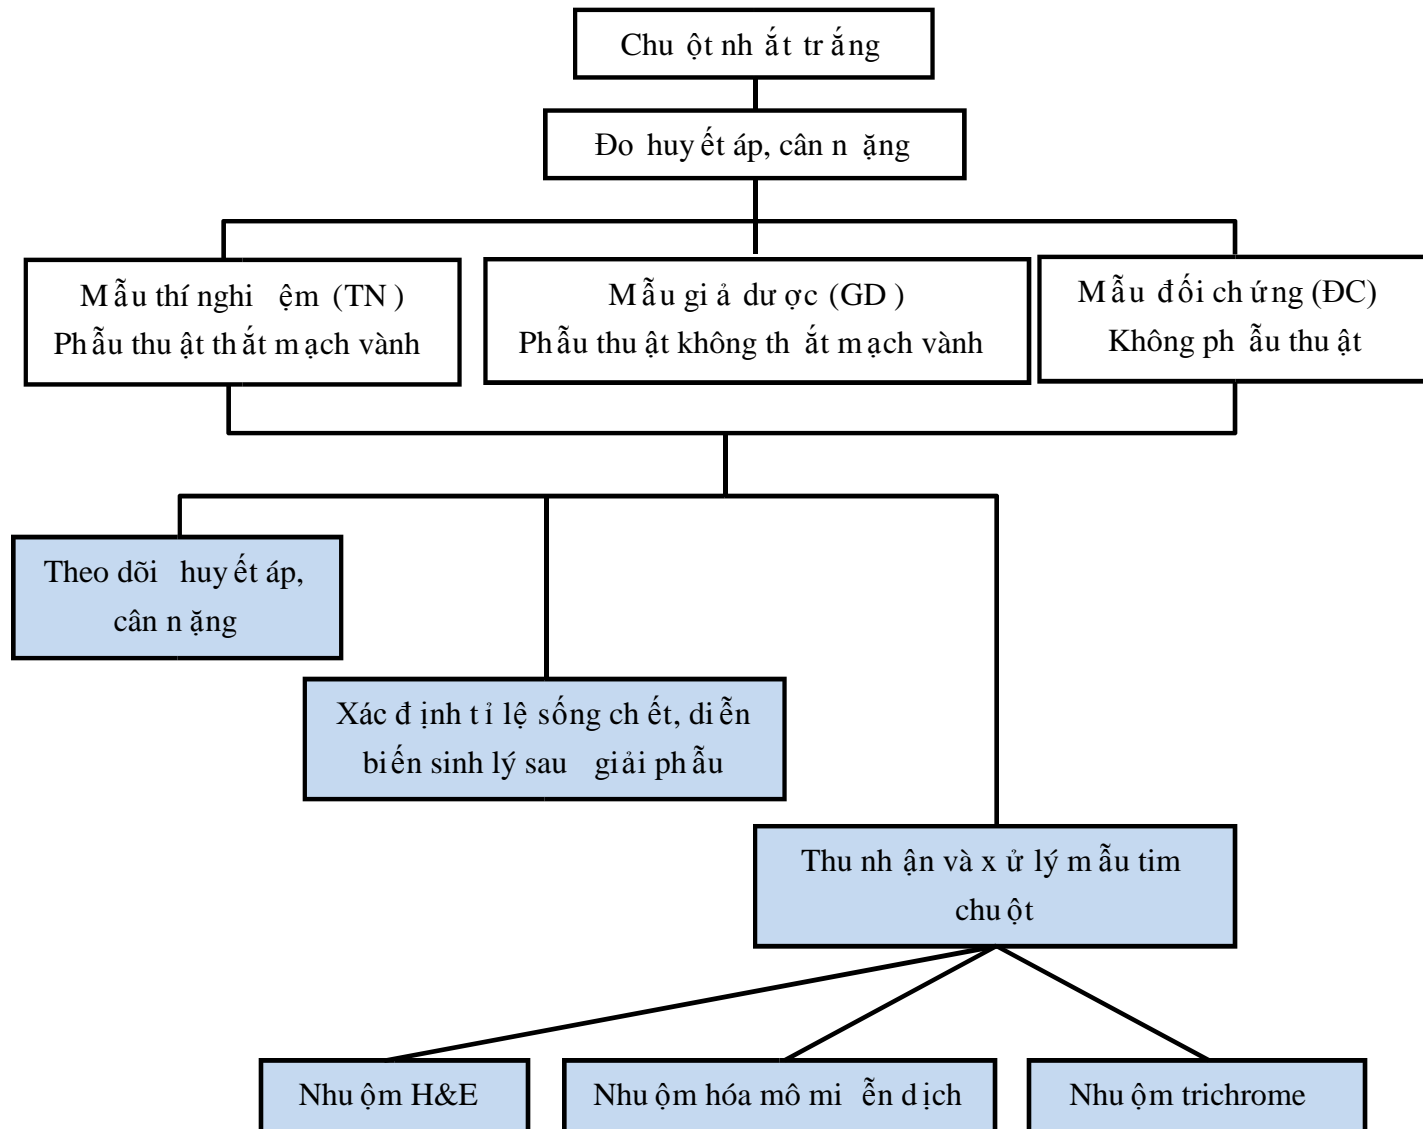 Chuột nhắt trắng
Đo huyết áp, cân nặng
Mẫu thí nghiệm (TN)
Phẫu thuật thắt mạch vành
Mẫu giả dược (GD)
Phẫu thuật không thắt mạch vành
Mẫu đối chứng (ĐC)
Không phẫu thuật
Theo dõi huyết áp,
cân nặng
Xác định tỉ lệ sống chết, diễn
biến sinh lý sau giải phẫu
Thu nhận và xử lý mẫu tim
chuột
Nhuộm H&E
Nhuộm hóa mô miễn dịch
Nhuộm trichrome